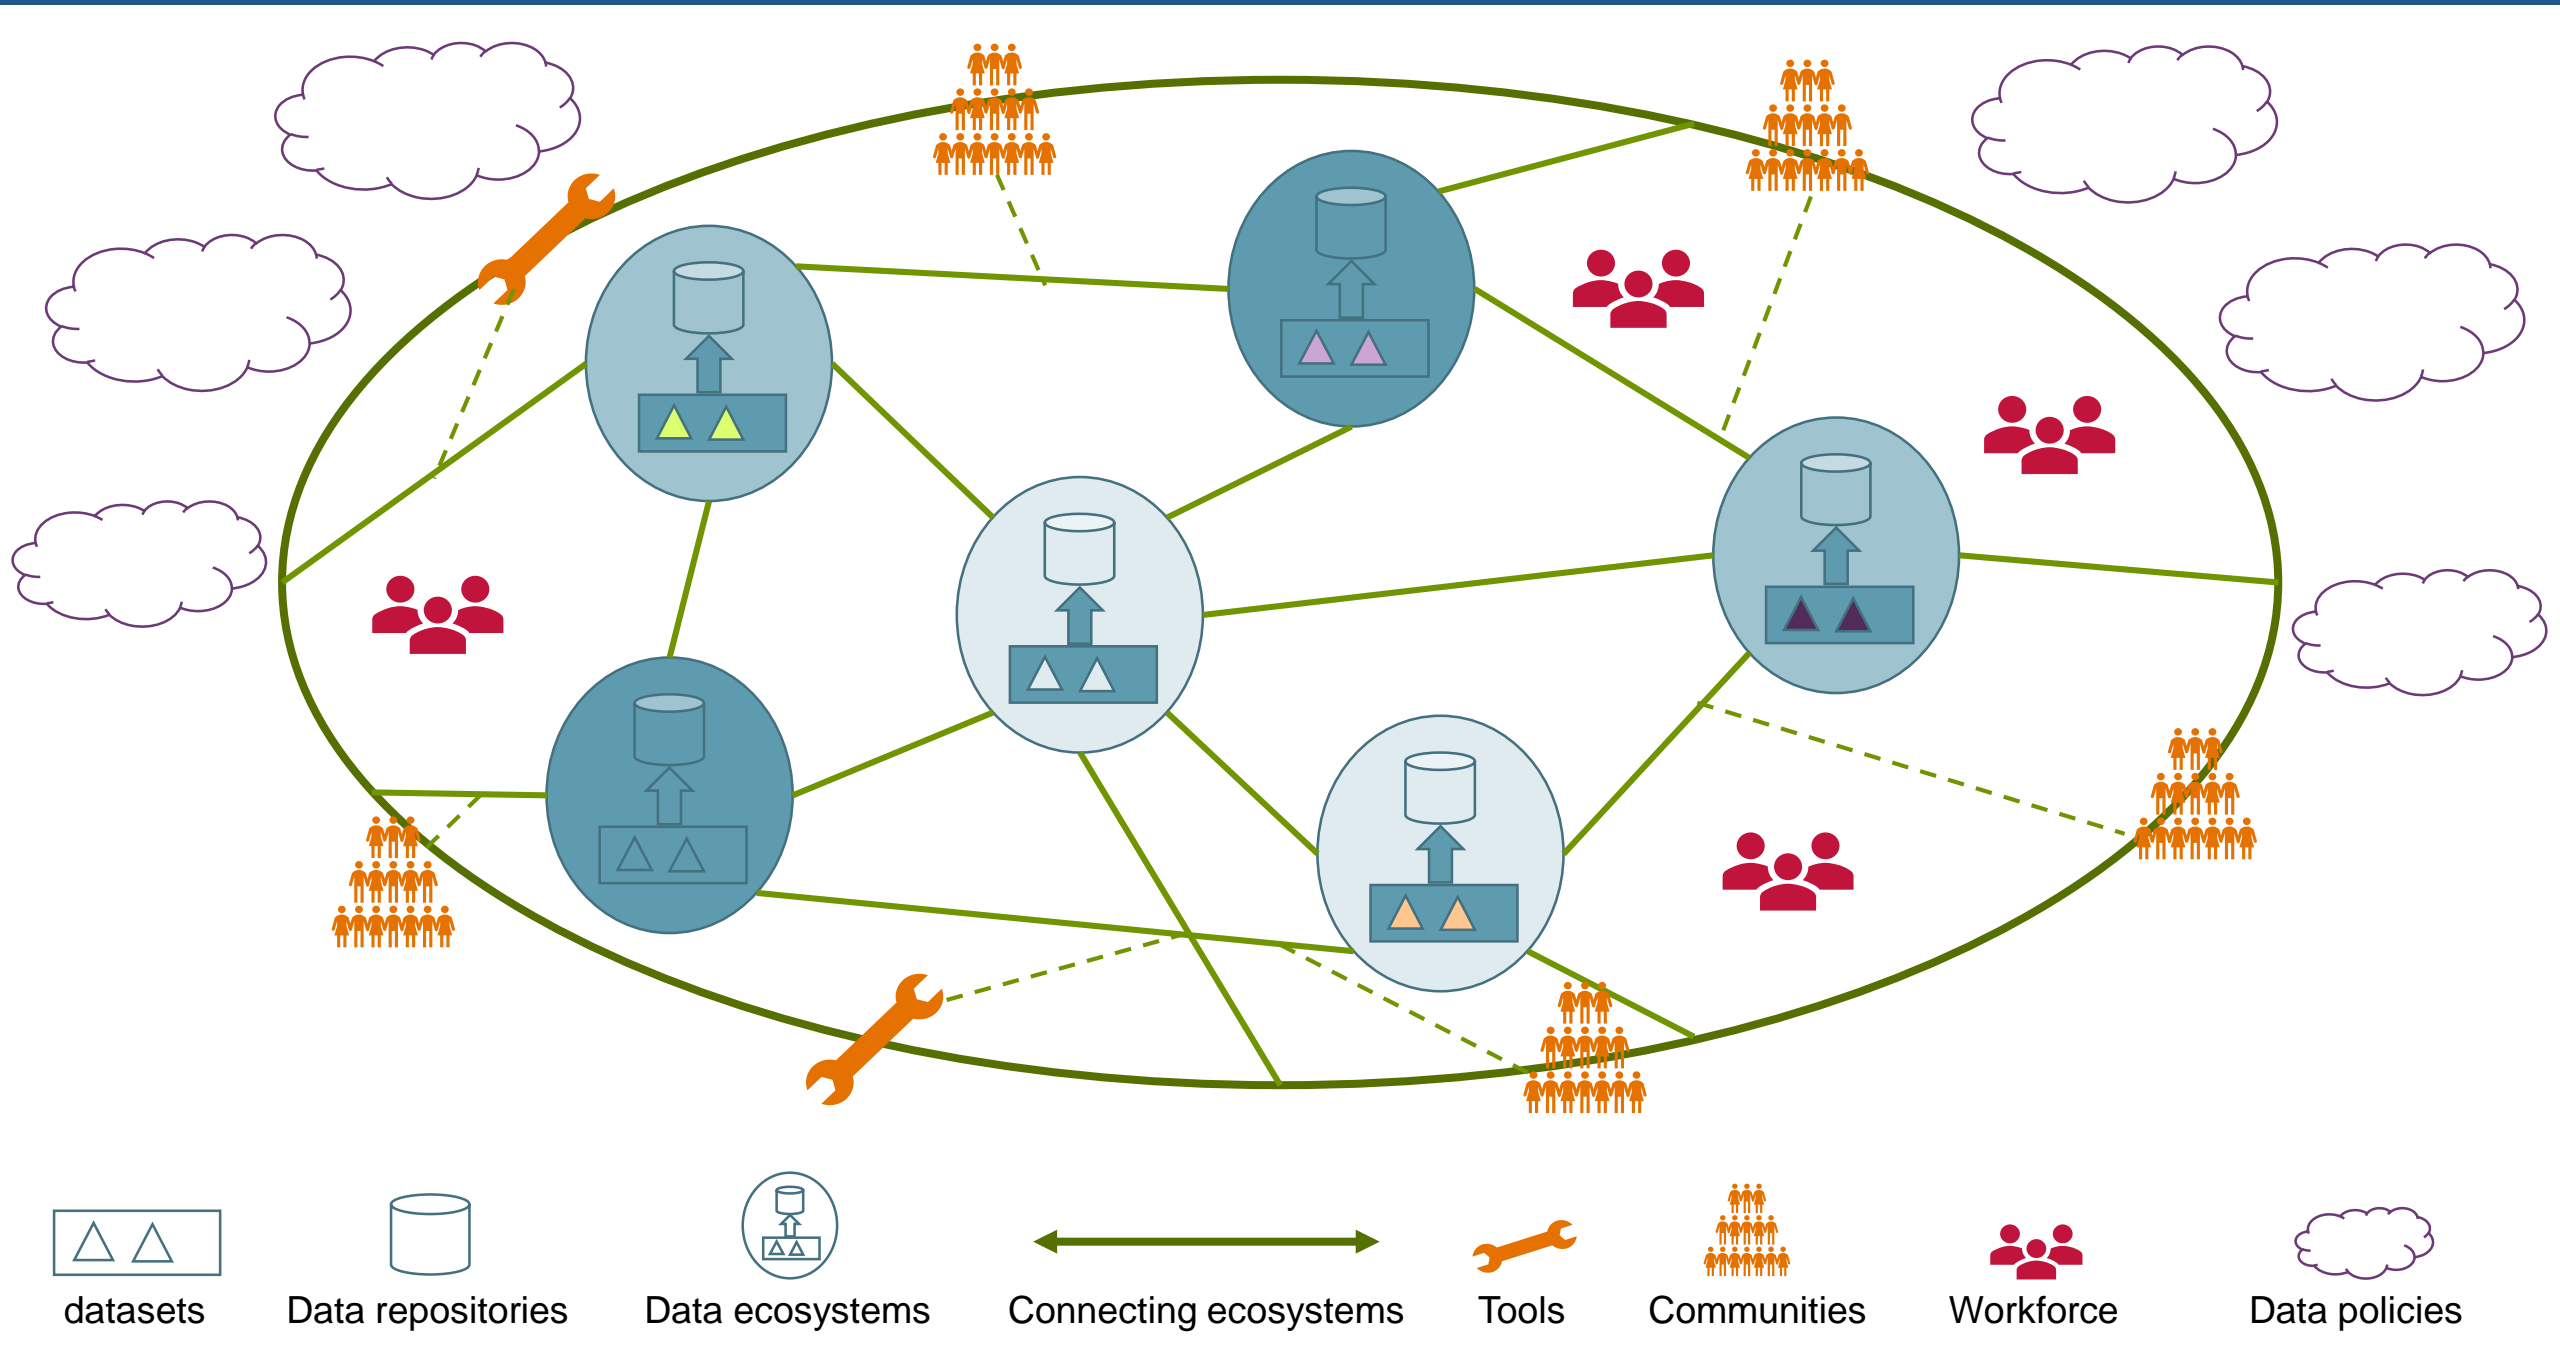 datasets
Data repositories
Data ecosystems
Connecting ecosystems
Tools
Communities
Workforce
Data policies